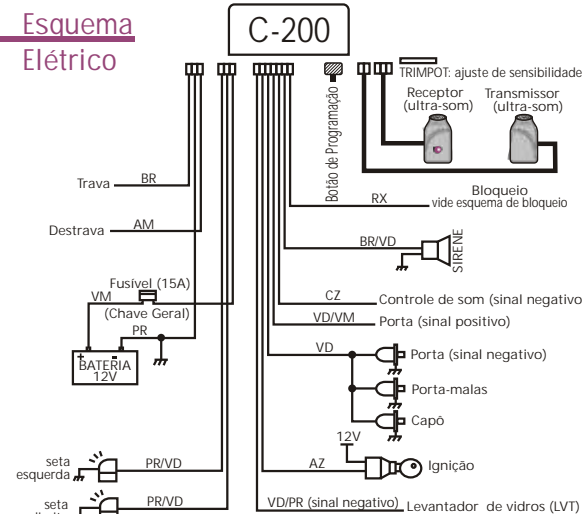 Esquema
Elétrico
C-200
TRIMPOT: ajuste de sensibilidade
Receptor
(ultra-som)
Transmissor
(ultra-som)
Botão de Programação
Trava
BR
RX
Bloqueio
vide esquema de bloqueio
Destrava
AM
BR/VD
SIRENE
Fusível (15A)
VM
(Chave Geral)
PR
CZ
Controle de som (sinal negativo
VD/VM
Porta (sinal positivo)
+ -
BATERIA
12V
VD
Porta (sinal negativo)
Porta-malas
Capô
12V
seta
esquerda
PR/VD
AZ
Ignição
seta
PR/VD
VD/PR (sinal negativo)
Levantador de vidros (LVT)